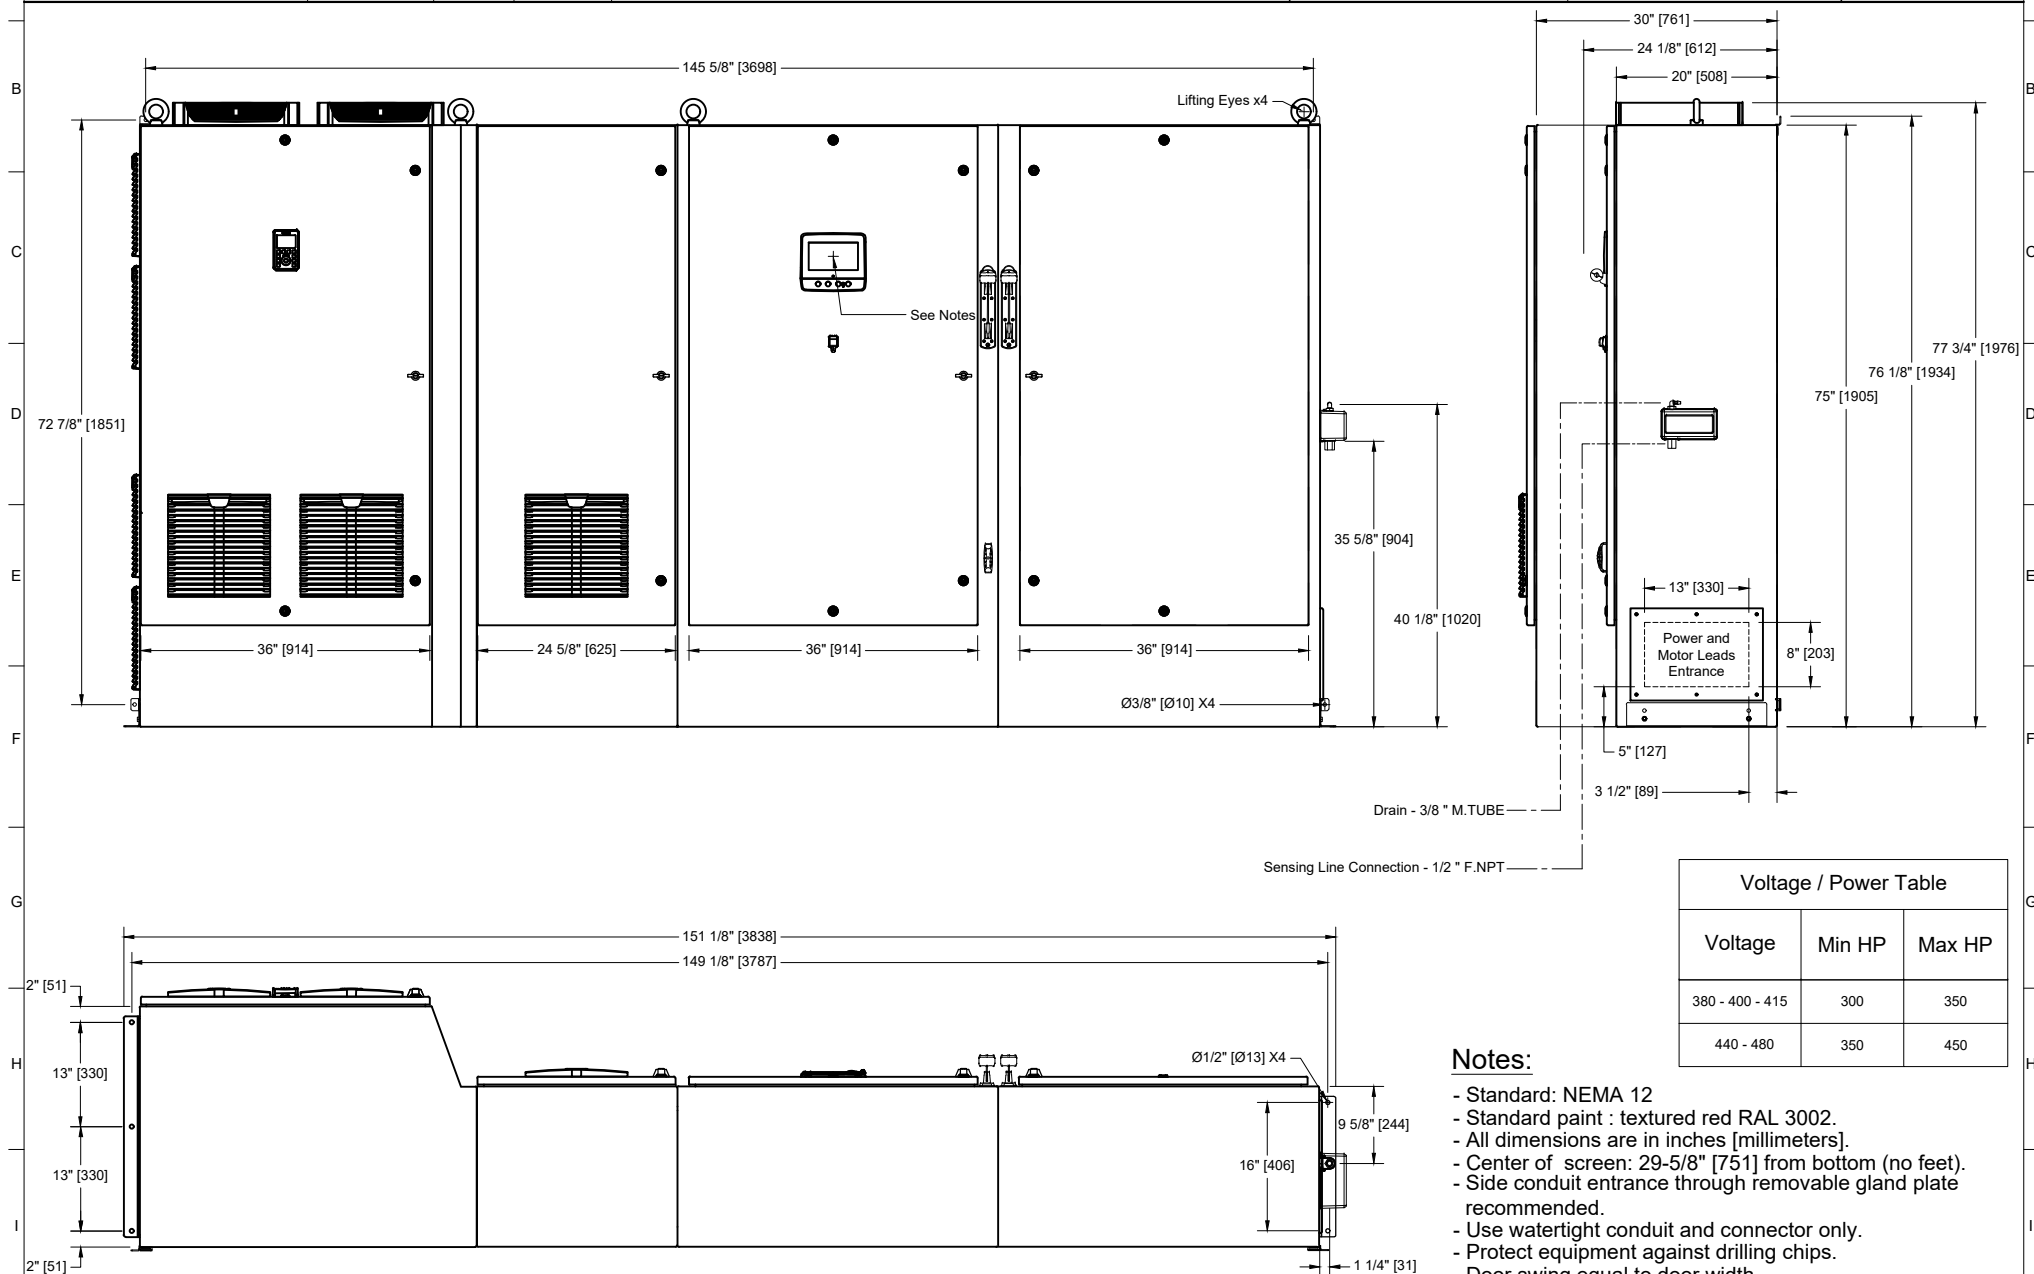 30" [761]
24 1/8" [612]
145 5/8" [3698]
20" [508]
B
B
Lifting Eyes x4
C
C
See Notes
77 3/4" [1976]
76 1/8" [1934]
75" [1905]
D
D
72 7/8" [1851]
35 5/8" [904]
E
E
13" [330]
40 1/8" [1020]
Power and
Motor Leads
Entrance
8" [203]
36" [914]
24 5/8" [625]
36" [914]
36" [914]
Ø3/8" [Ø10] X4
F
F
5" [127]
3 1/2" [89]
Drain - 3/8 " M.TUBE
Sensing Line Connection - 1/2 " F.NPT
Voltage / Power Table
Voltage Min HP Max HP
380 - 400 - 415 300 350
440 - 480 350 450
G
G
151 1/8" [3838]
149 1/8" [3787]
2" [51]
H
H
13" [330]
Ø1/2" [Ø13] X4
9 5/8" [244]
16" [406]
13" [330]
I
I
2" [51]
1 1/4" [31]
Notes:
- Standard: NEMA 12
- Standard paint : textured red RAL 3002.
- All dimensions are in inches [millimeters].
- Center of screen: 29-5/8" [751] from bottom (no feet).
- Side conduit entrance through removable gland plate
recommended.
- Use watertight conduit and connector only.
- Protect equipment against drilling chips.
- Door swing equal to door width.